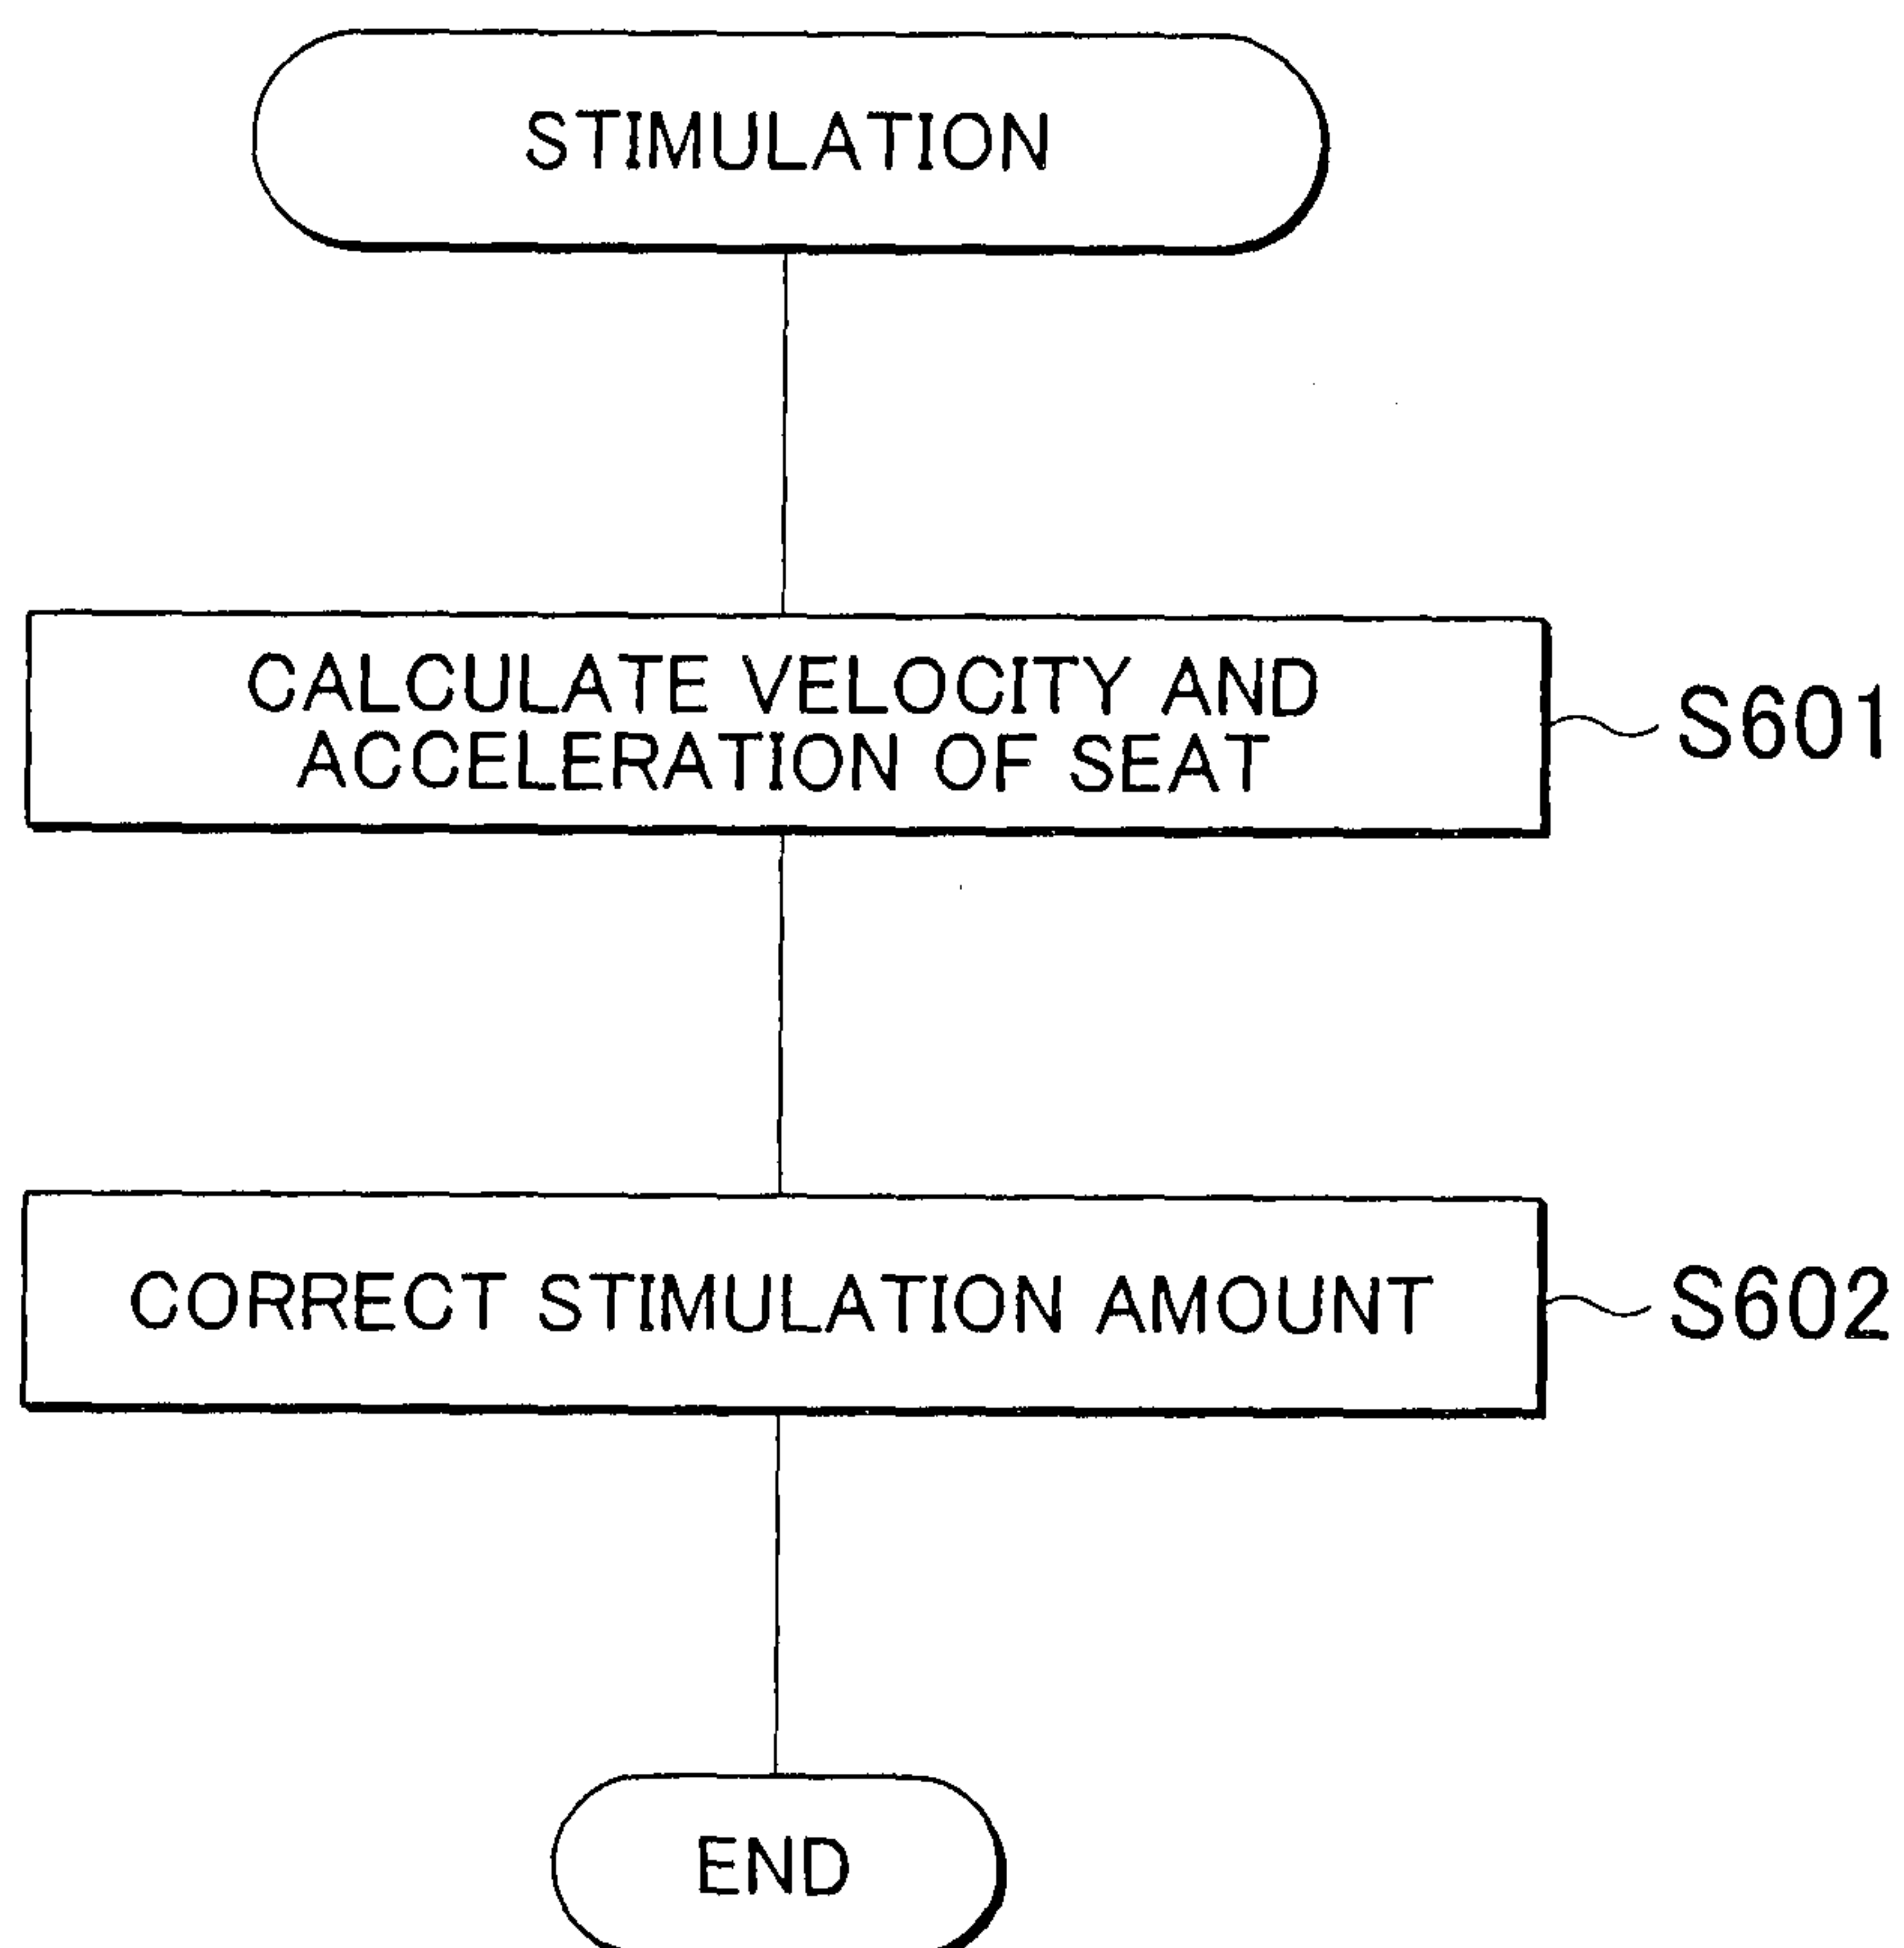 STIMULATION
CALCULATE VELOCITY AND
ACCELERATION OF SEAT
S601
CORRECT STIMULATION AMOUNT
S602
END